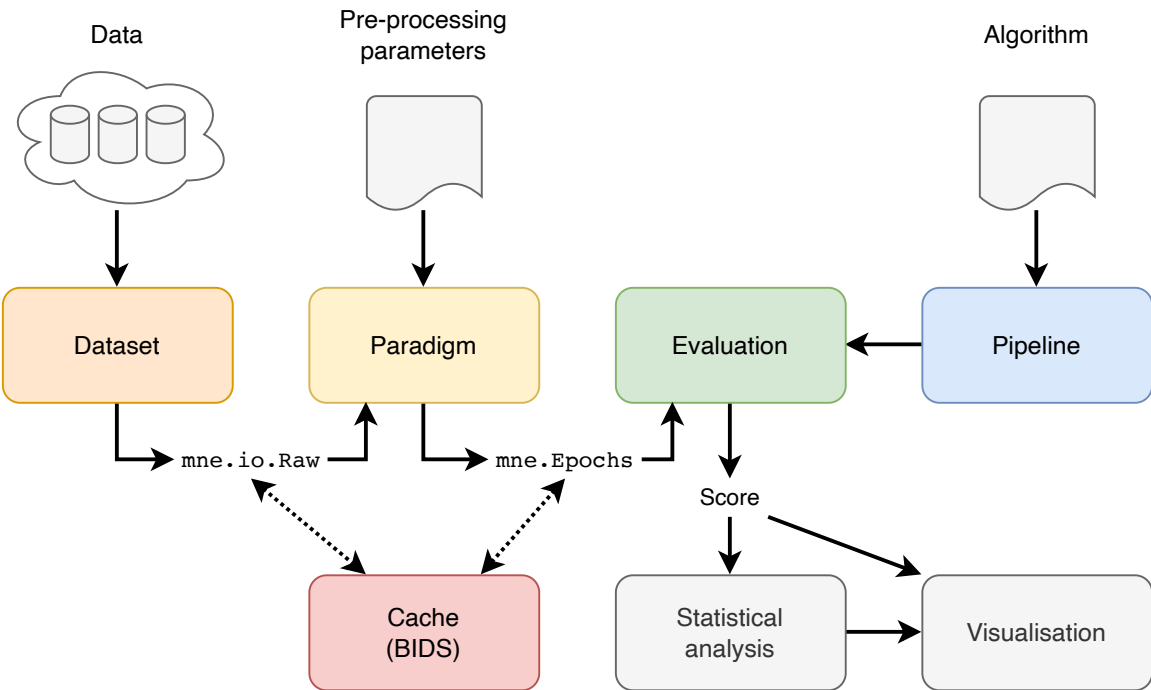 Data
Pre-processing
parameters
Algorithm
Dataset
Paradigm
Evaluation
Pipeline
mne.io.Raw
mne.Epochs
Score
Cache
(BIDS)
Statistical
analysis
Visualisation